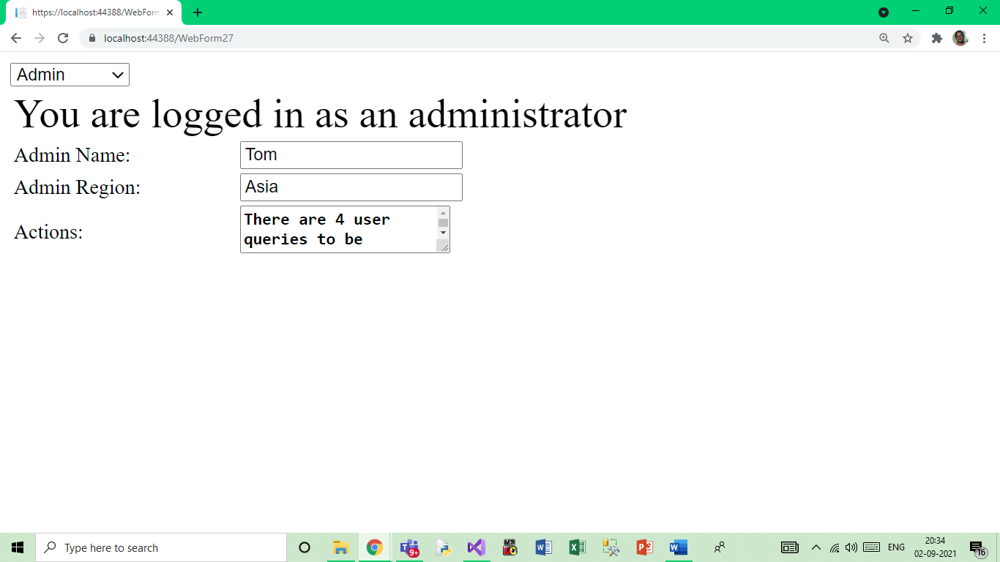 https://localhost:44388/WebForm
localhost:44388/WebForm27
Admin
You are logged in as an administrator
Admin Name:
Tom
Admin Region:
Asia
Actions:
There are 4 user
queries to be
Type here to search
9+
ENG
20:34
02-09-2021
16